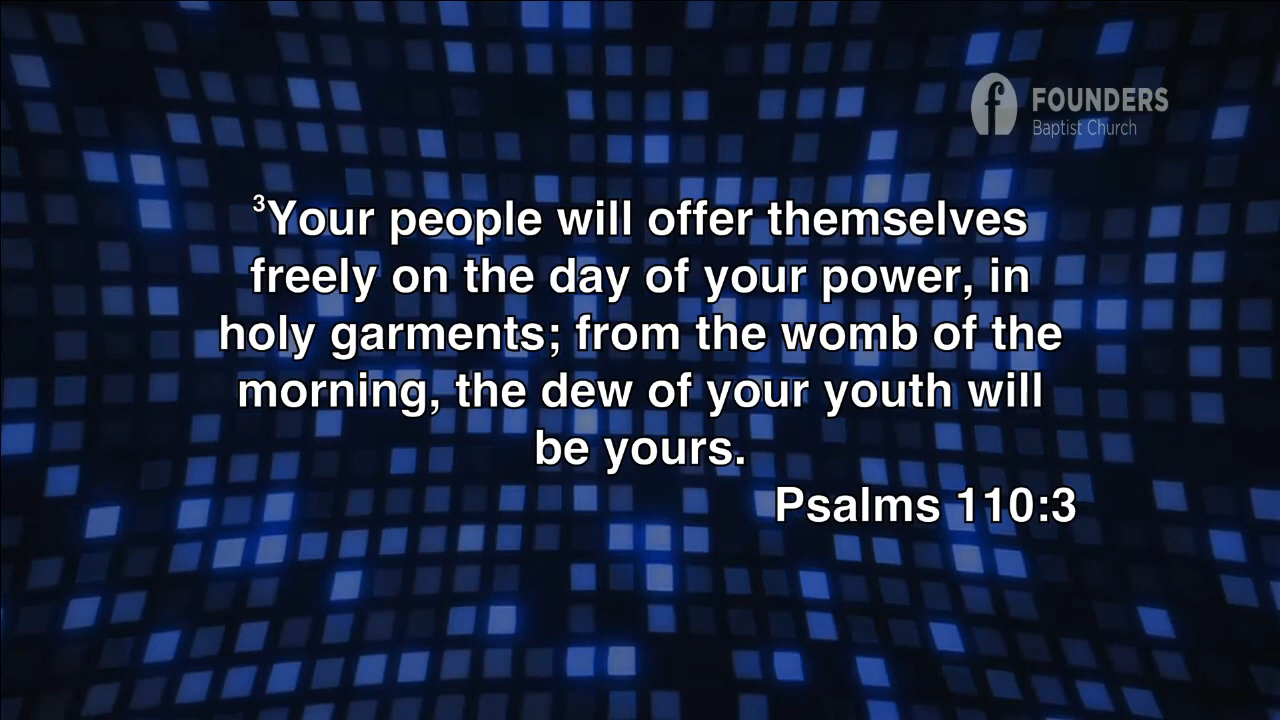 FOUNDERS
Baptist Church
³Your people will offer themselves
freely on the day of your power, in
holy garments; from the womb of the
morning, the dew of your youth will
be yours.
Psalms 110:3